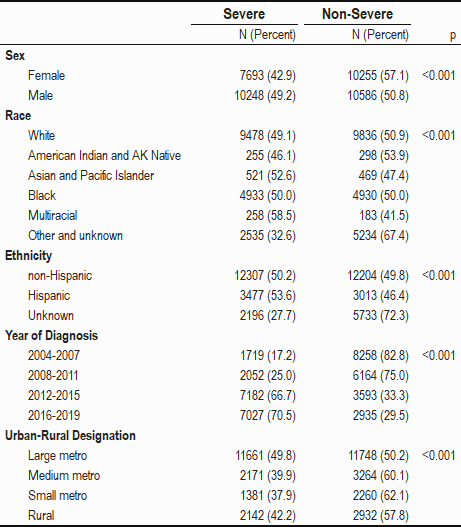 Severe Non-Severe
N (Percent) N (Percent) p
Sex
Female 7693 (42.9) 10255 (57.1) <0.001
Male 10248 (49.2) 10586 (50.8)
Race
White 9478 (49.1) 9836 (50.9) <0.001
American Indian and AK Native 255 (46.1) 298 (53.9)
Asian and Pacific Islander 521 (52.6) 469 (47.4)
Black 4933 (50.0) 4930 (50.0)
Multiracial 258 (58.5) 183 (41.5)
Other and unknown 2535 (32.6) 5234 (67.4)
Ethnicity
non-Hispanic 12307 (50.2) 12204 (49.8) <0.001
Hispanic 3477 (53.6) 3013 (46.4)
Unknown 2196 (27.7) 5733 (72.3)
Year of Diagnosis
2004-2007 1719 (17.2) 8258 (82.8) <0.001
2008-2011 2052 (25.0) 6164 (75.0)
2012-2015 7182 (66.7) 3593 (33.3)
2016-2019 7027 (70.5) 2935 (29.5)
Urban-Rural Designation
Large metro 11661 (49.8) 11748 (50.2) <0.001
Medium metro 2171 (39.9) 3264 (60.1)
Small metro 1381 (37.9) 2260 (62.1)
Rural 2142 (42.2) 2932 (57.8)